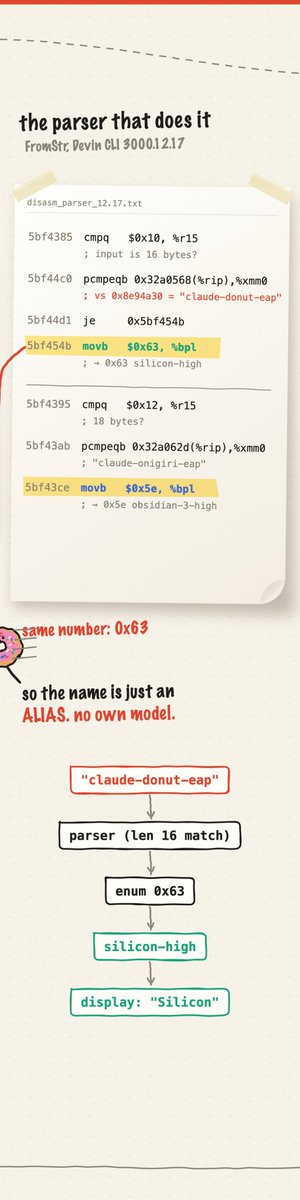 the parser that does it
FromStr, Devin CLI 3000.1.2.17
disasm_parser_12.17.txt
5bf4385 cmpq $0x10, %r15
; input is 16 bytes?
5bf44c0 pcmpeqb 0x32a0568(%rip),%xmm0
; vs 0x8e94a30 = "claude-donut-eap"
5bf44d1 je 0x5bf454b
5bf454b movb $0x63, %bpl
; → 0x63 silicon-high
5bf4395 cmpq $0x12, %r15
; 18 bytes?
5bf43ab pcmpeqb 0x32a062d(%rip),%xmm0
; "claude-onigiri-eap"
5bf43ce movb $0x5e, %bpl
; → 0x5e obsidian-3-high
same number: 0x63
so the name is just an
ALIAS. no own model.
"claude-donut-eap"
parser (len 16 match)
enum 0x63
silicon-high
display: "Silicon"